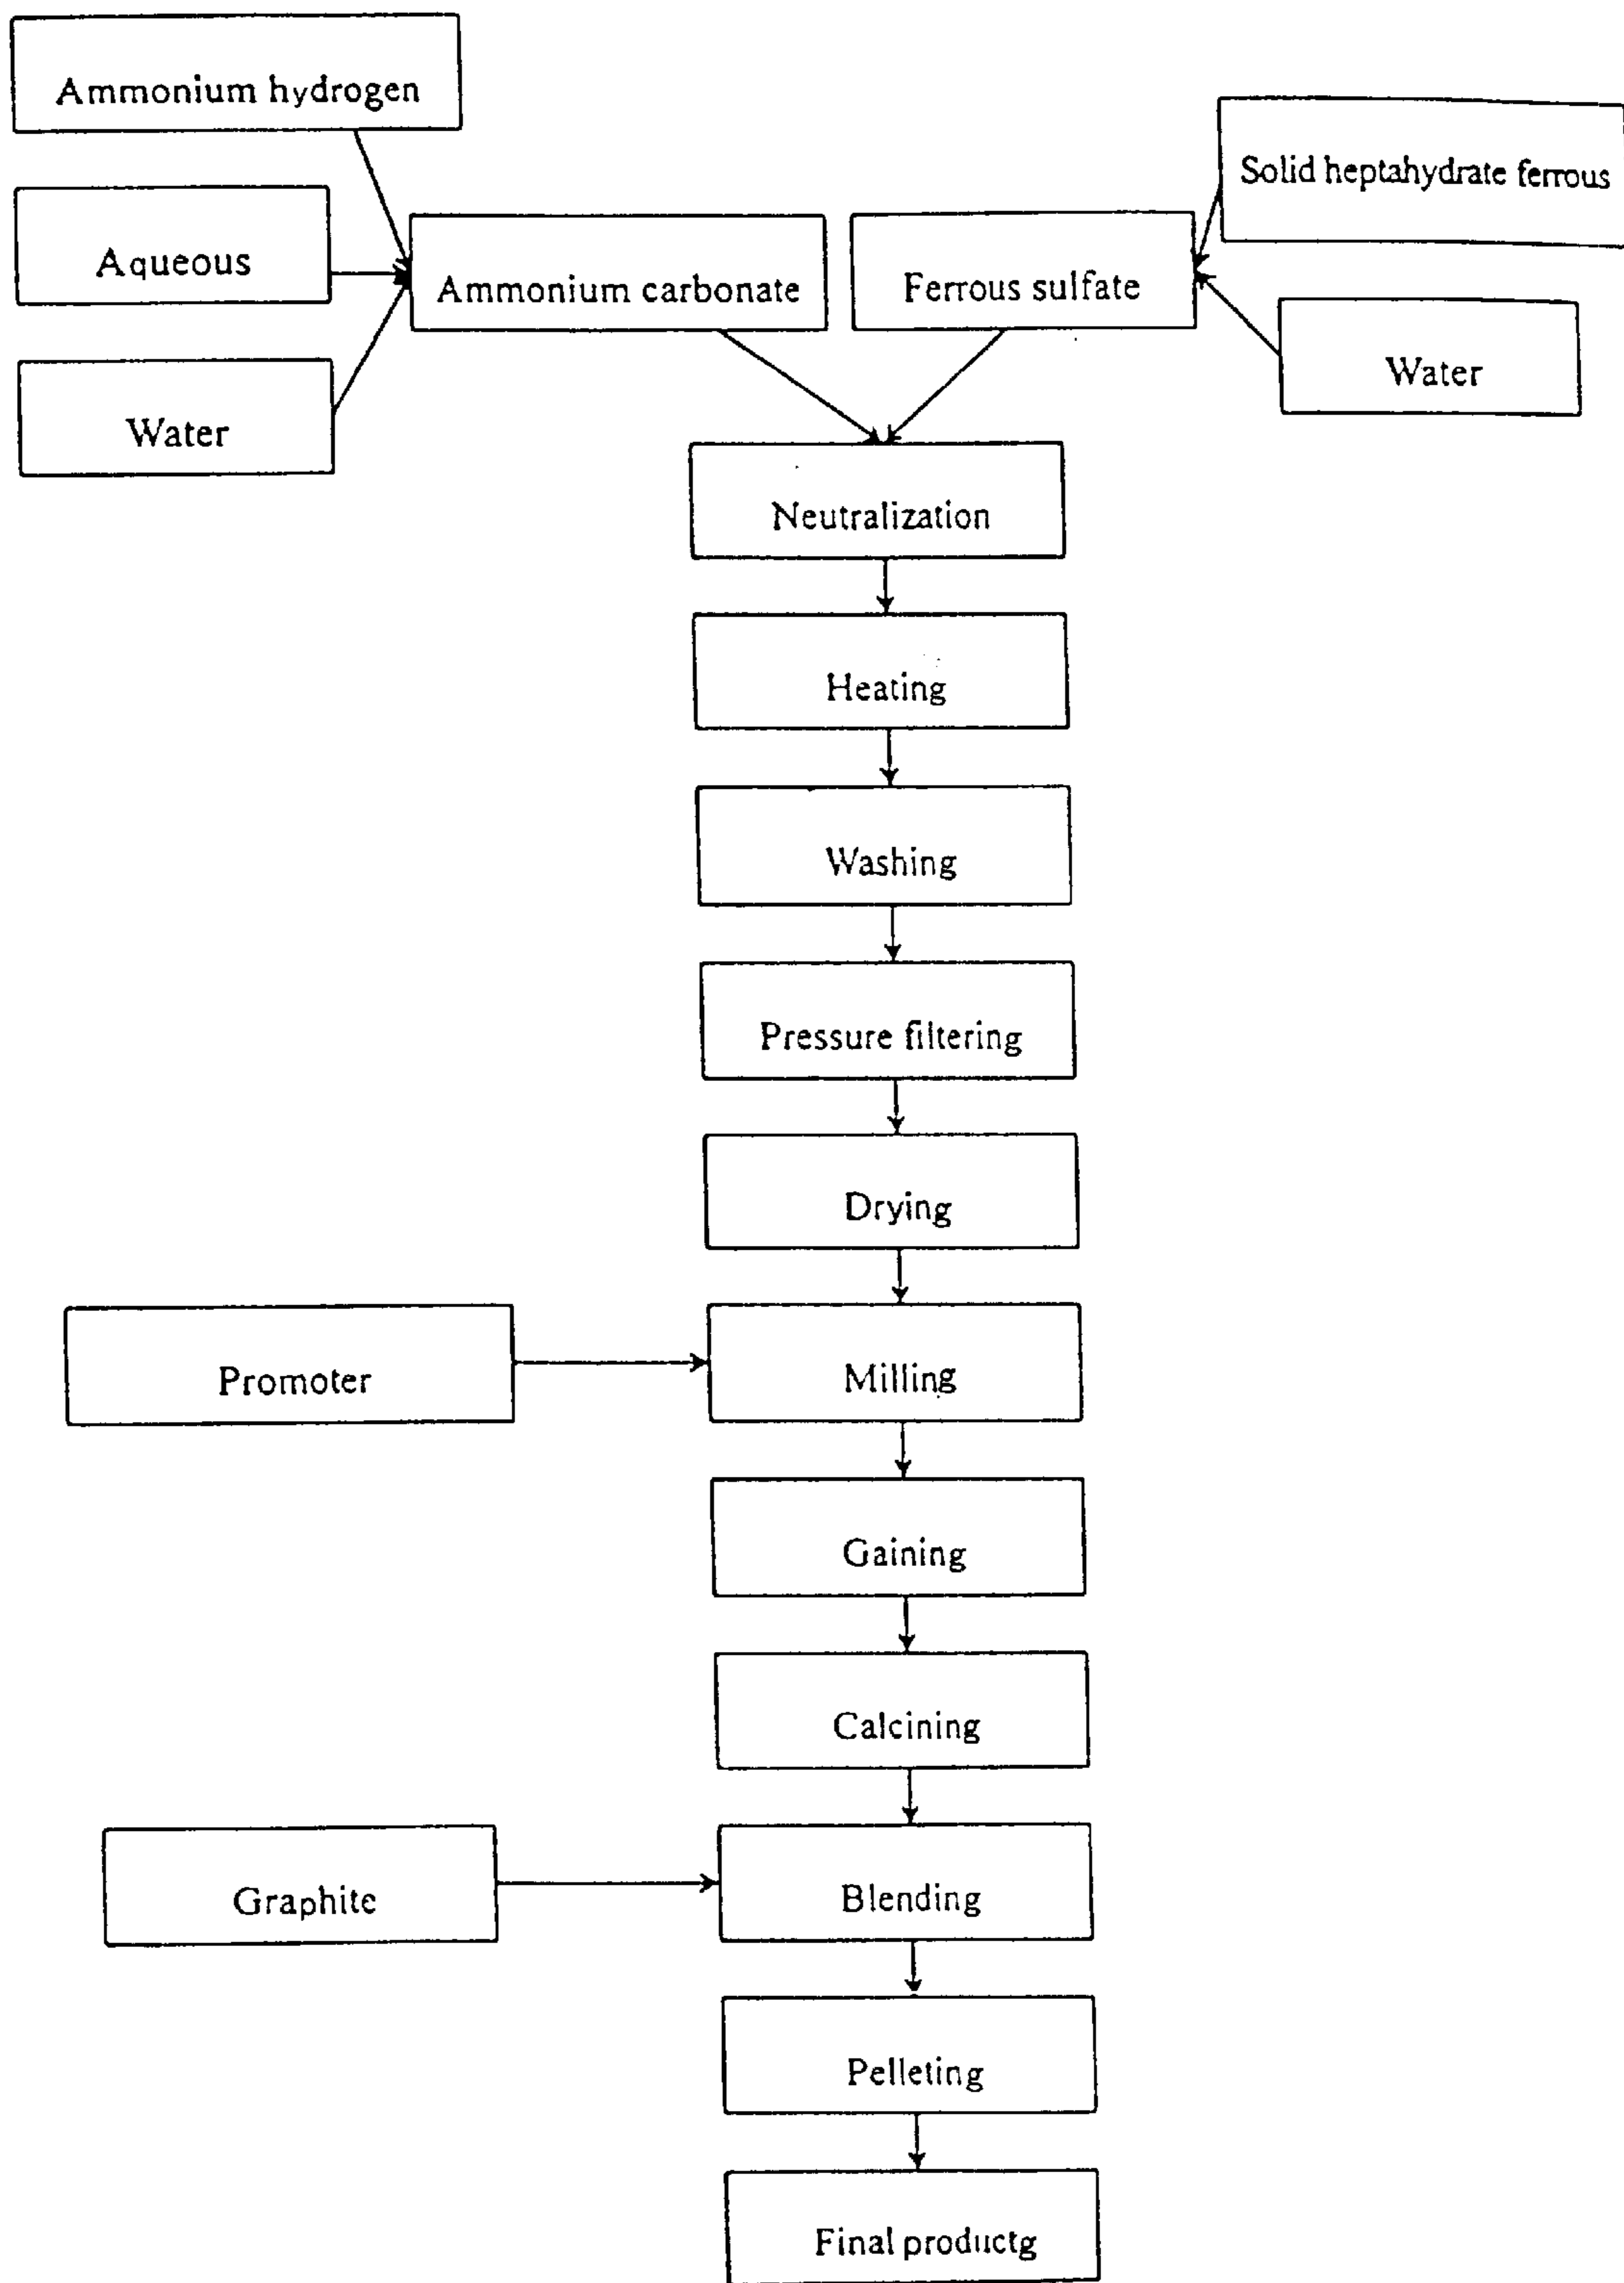 Ammonium hydrogen
Solid heptahydrate ferrous
Aqueous
Ammonium carbonate
Ferrous sulfate
Water
Water
Neutralization
Heating
Washing
Pressure filtering
Drying
Promoter
Milling
Gaining
Calcining
Graphite
Blending
Pelleting
Final productg